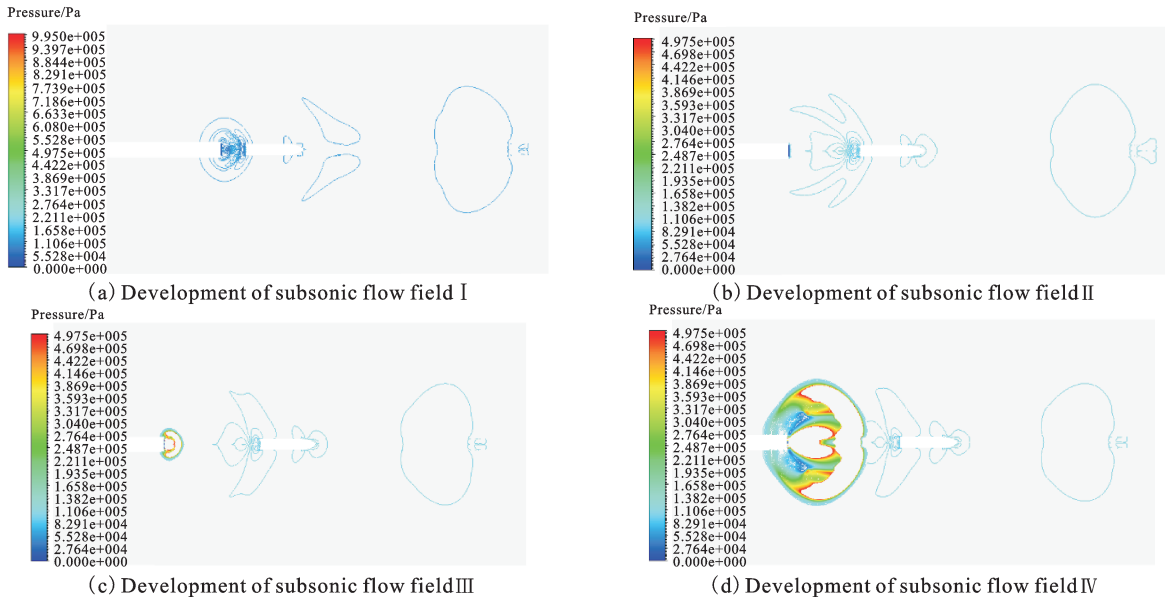 Pressure/Pa
9.950e+005
9.397e+005
8.844e+005
8.291e+005
7.739e+005
7.186e+005
6.633e+005
6.080e+005
5.528e+005
4.975e+005
4.422e+005
3.869e+005
3.317e+005
2.764e+005
2.211e+005
1.658e+005
1.106e+005
5.528e+004
0.000e+000
(a) Development of subsonic flow field Ⅰ
Pressure/Pa
4.975e+005
4.698e+005
4.422e+005
4.146e+005
3.869e+005
3.593e+005
3.317e+005
3.040e+005
2.764e+005
2.487e+005
2.211e+005
1.935e+005
1.658e+005
1.382e+005
1.106e+005
8.291e+004
5.528e+004
2.764e+004
0.000e+000
(b) Development of subsonic flow field Ⅱ
Pressure/Pa
4.975e+005
4.698e+005
4.422e+005
4.146e+005
3.869e+005
3.593e+005
3.317e+005
3.040e+005
2.764e+005
2.487e+005
2.211e+005
1.935e+005
1.658e+005
1.382e+005
1.106e+005
8.291e+004
5.528e+004
2.764e+004
0.000e+000
(c) Development of subsonic flow field Ⅲ
Pressure/Pa
4.975e+005
4.698e+005
4.422e+005
4.146e+005
3.869e+005
3.593e+005
3.317e+005
3.040e+005
2.764e+005
2.487e+005
2.211e+005
1.935e+005
1.658e+005
1.382e+005
1.106e+005
8.291e+004
5.528e+004
2.764e+004
0.000e+000
(d) Development of subsonic flow field Ⅳ